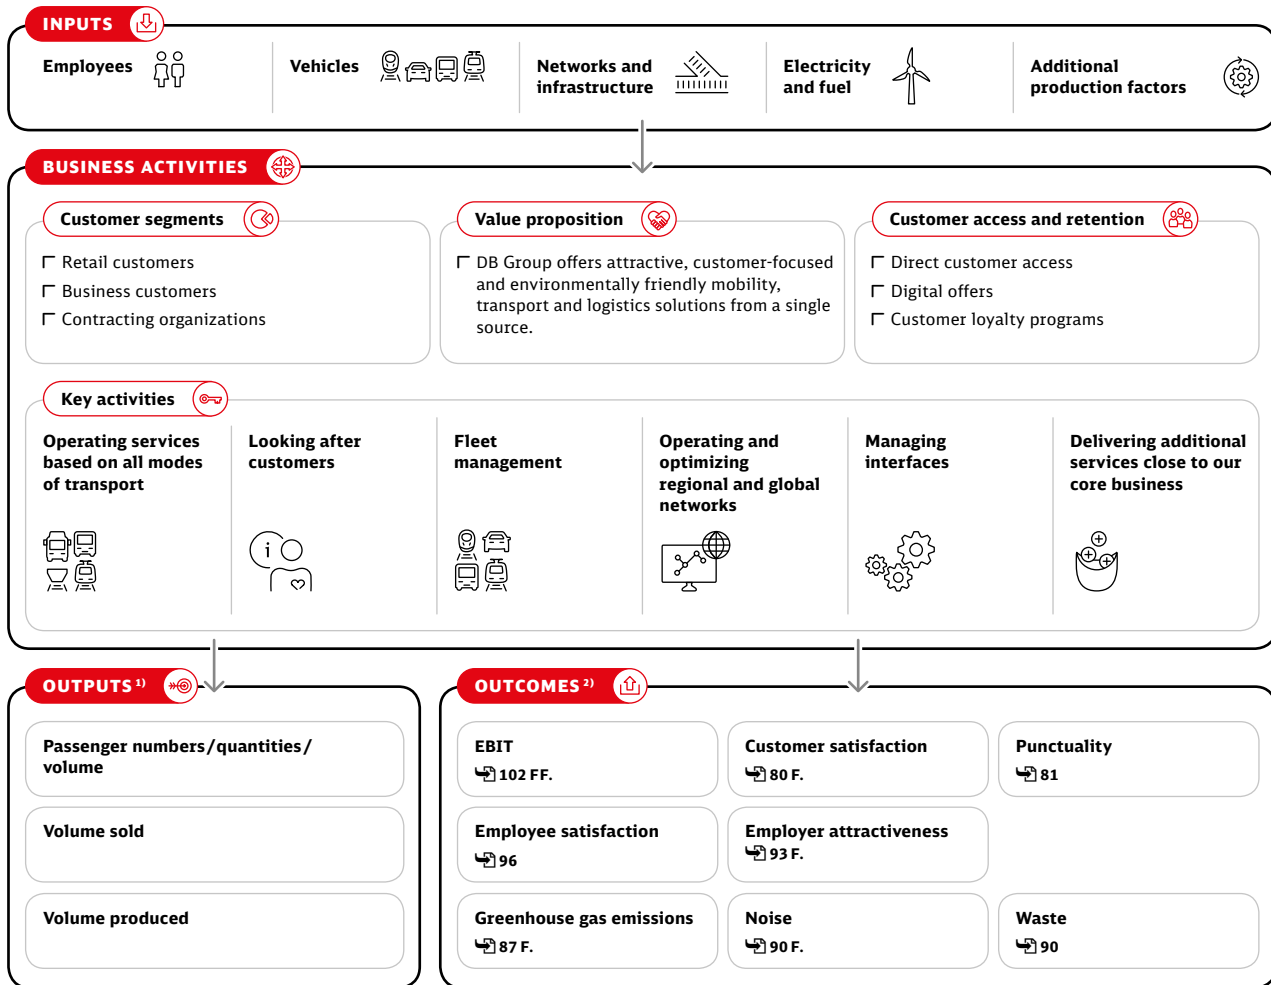 INPUTS
Employees
Vehicles
Networks and
infrastructure
Electricity
and fuel
Additional
production factors
BUSINESS ACTIVITIES
Customer segments
Retail customers
Business customers
Contracting organizations
Value proposition
DB Group offers attractive, customer-focused
and environmentally friendly mobility,
transport and logistics solutions from a single
source.
Customer access and retention
Direct customer access
Digital offers
Customer loyalty programs
Key activities
Operating services
based on all modes
of transport
Looking after
customers
i
Fleet
management
Operating and
optimizing
regional and global
networks
Managing
interfaces
Delivering additional
services close to our
core business
OUTPUTS 1)
Passenger numbers/quantities/
volume
Volume sold
Volume produced
OUTCOMES 2)
EBIT
102 FF.
Customer satisfaction
80 F.
Punctuality
81
Employee satisfaction
96
Employer attractiveness
93 F.
Greenhouse gas emissions
87 F.
Noise
90 F.
Waste
90